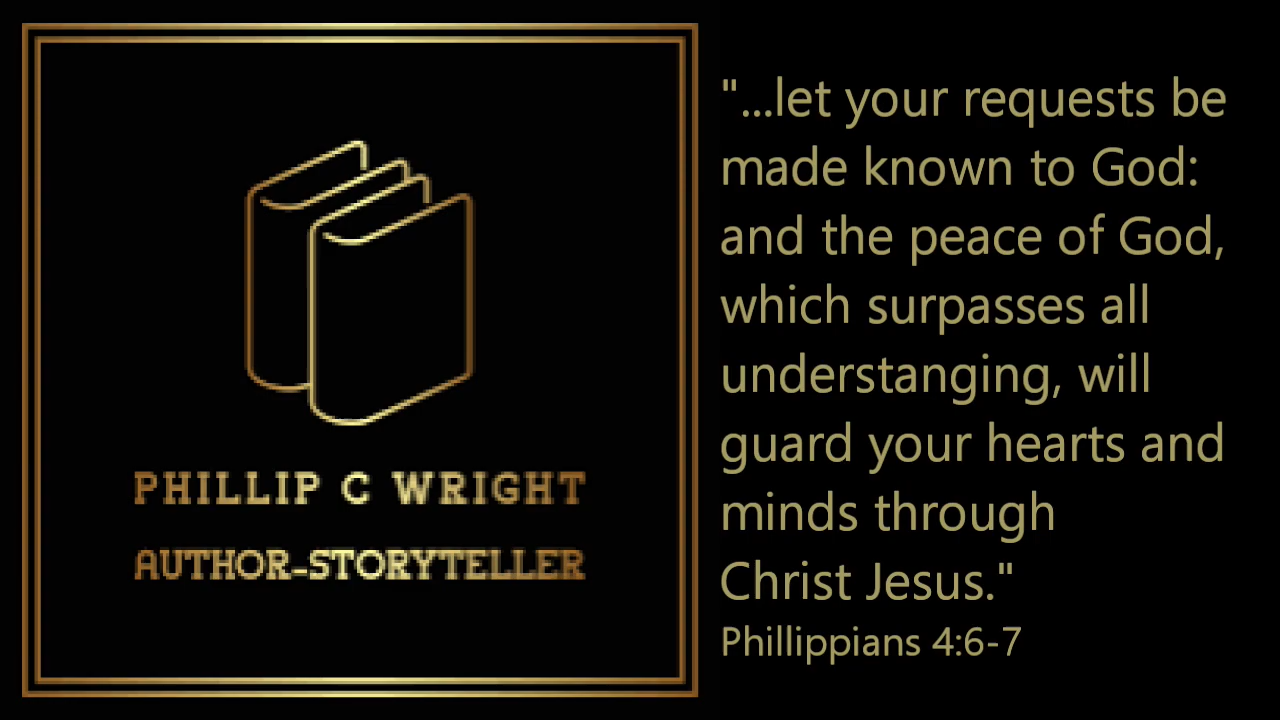 PHILLIP C WRIGHT
AUTHOR-STORYTELLER
"...let your requests be
made known to God:
and the peace of God,
which surpasses all
understanging, will
guard your hearts and
minds through
Christ Jesus."
Phillippians 4:6-7